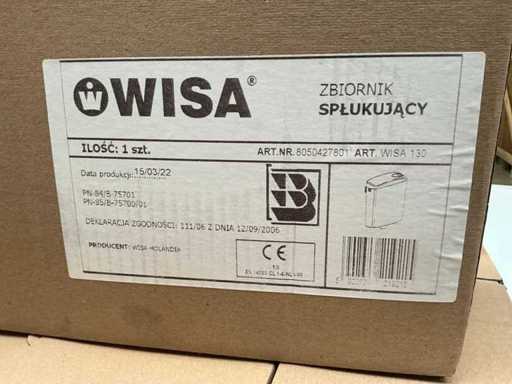 WISA®
ZBIORNIK
SPŁUKUJĄCY
ILOŚĆ: 1 szt.
ART.NR. 8050427801 ART. WISA 130
Data produkcji: 15/03/22
PN-84/B-75701
PN-85/B-75700/01
B
DEKLARACJA ZGODNOŚCI: 111/06 Z DNIA 12/09/2006
PRODUCENT: WISA HOLANDIA
CE